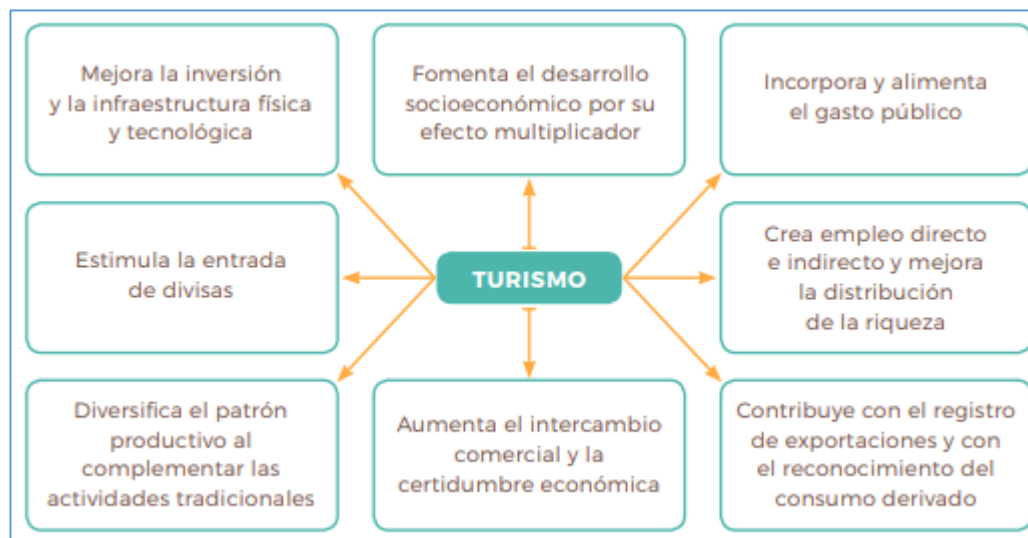 Mejora la inversión
y la infraestructura física
y tecnológica
Fomenta el desarrollo
socioeconómico por su
efecto multiplicador
Incorpora y alimenta
el gasto público
Estimula la entrada
de divisas
TURISMO
Crea empleo directo
e indirecto y mejora
la distribución
de la riqueza
Diversifica el patrón
productivo al
complementar las
actividades tradicionales
Aumenta el intercambio
comercial y la
certidumbre económica
Contribuye con el registro
de exportaciones y con
el reconocimiento del
consumo derivado